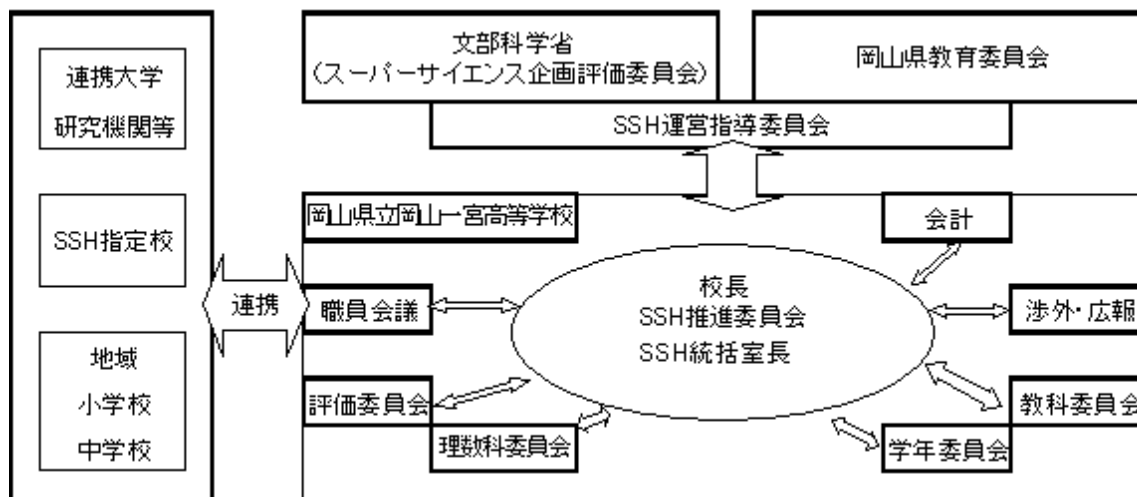 連携大学
研究機関等
SSH指定校
地域
小学校
中学校
連携
文部科学省
(スーパーサイエンス企画評価委員会)
岡山県教育委員会
SSH運営指導委員会
岡山県立岡山一宮高等学校
会計
校長
SSH推進委員会
SSH統括室長
職員会議
渉外・広報
評価委員会
教科委員会
理数科委員会
学年委員会